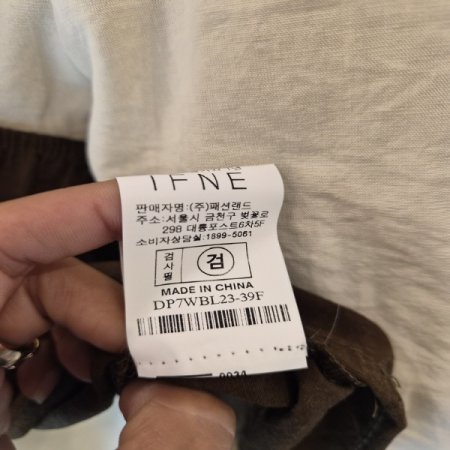 IFNE
판매자명:(주)패션랜드
주소:서울시 금천구 벚꽃로
298 대륭포스트6차5F
소비자상담실:1899-5061
검사필 검
MADE IN CHINA
DP7WBL23-39F
0034